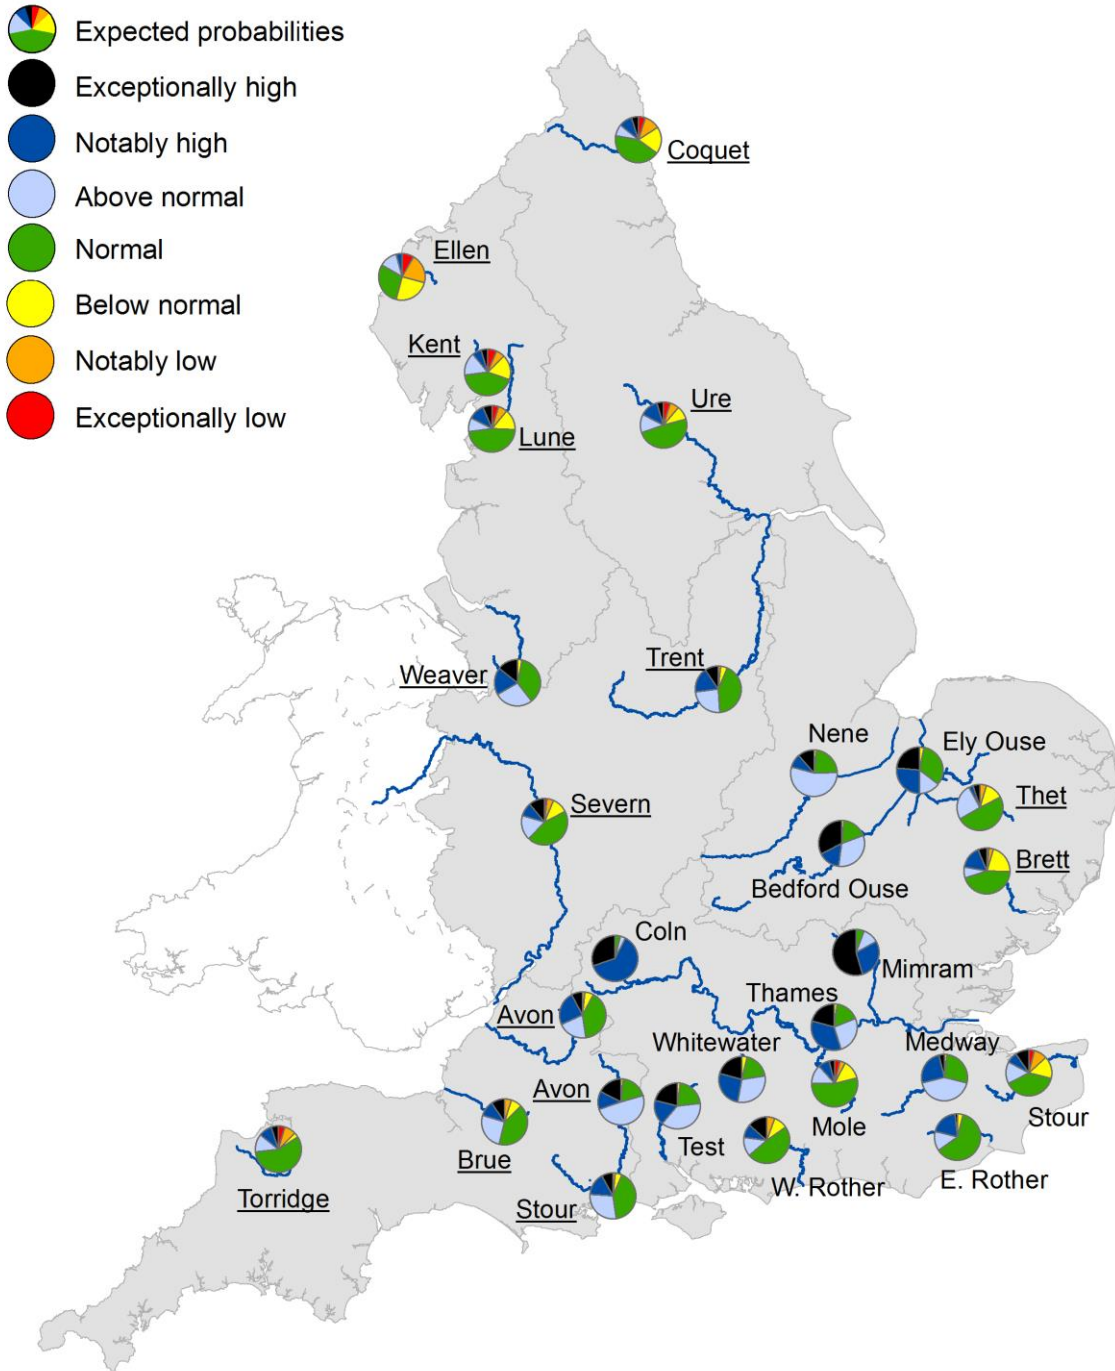 Expected probabilities
Exceptionally high
Notably high
Above normal
Normal
Below normal
Notably low
Exceptionally low
Coquet
Ellen
Kent
Ure
Lune
Weaver
Trent
Nene
Ely Ouse
Severn
Thet
Brett
Bedford Ouse
Coln
Mimram
Thames
Avon
Whitewater
Medway
Avon
Mole
Stour
Test
Brue
W. Rother
E. Rother
Torridge
Stour